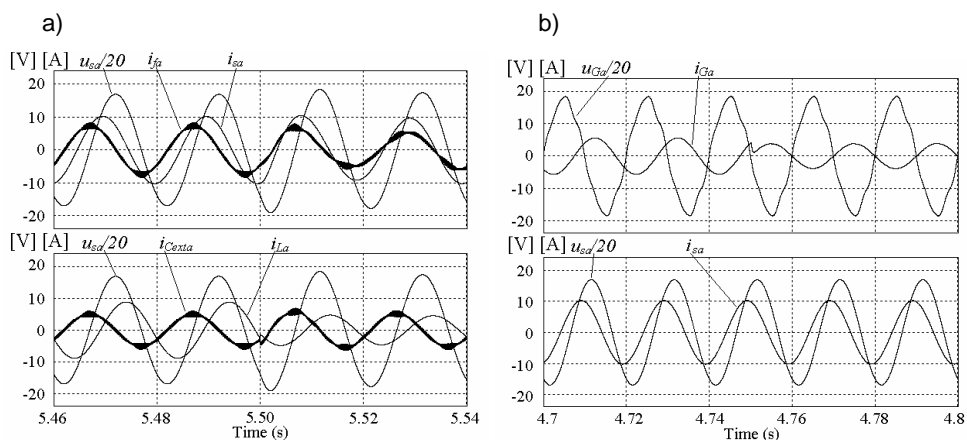 a)
[V] [A]
u_sa/20
i_fa
i_sa
20
10
0
-10
-20
[V] [A]
u_sa/20
i_Cexta
i_La
20
10
0
-10
-20
5.46
5.48
5.50
5.52
5.54
Time (s)
b)
[V] [A]
u_Ga/20
i_Ga
20
10
0
-10
-20
[V] [A]
u_sa/20
i_sa
20
10
0
-10
-20
4.7
4.72
4.74
4.76
4.78
4.8
Time (s)